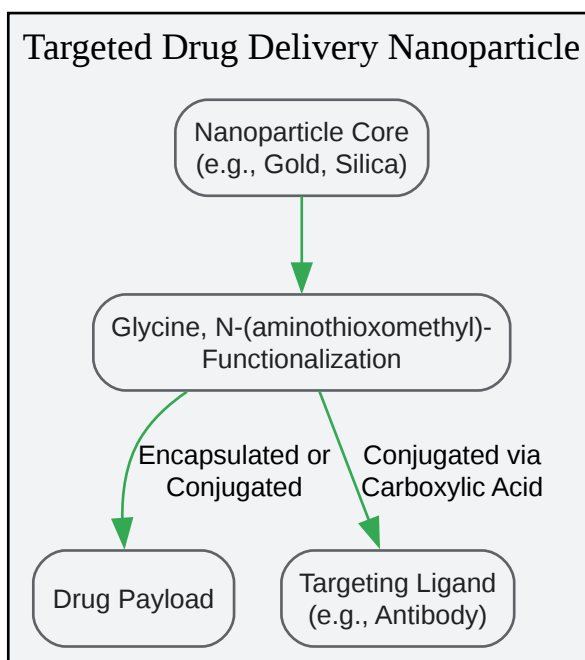 Targeted Drug Delivery Nanoparticle
Nanoparticle Core
(e.g., Gold, Silica)
Glycine, N-(aminothioxomethyl)-
Functionalization
Encapsulated or
Conjugated
Conjugated via
Carboxylic Acid
Drug Payload
Targeting Ligand
(e.g., Antibody)